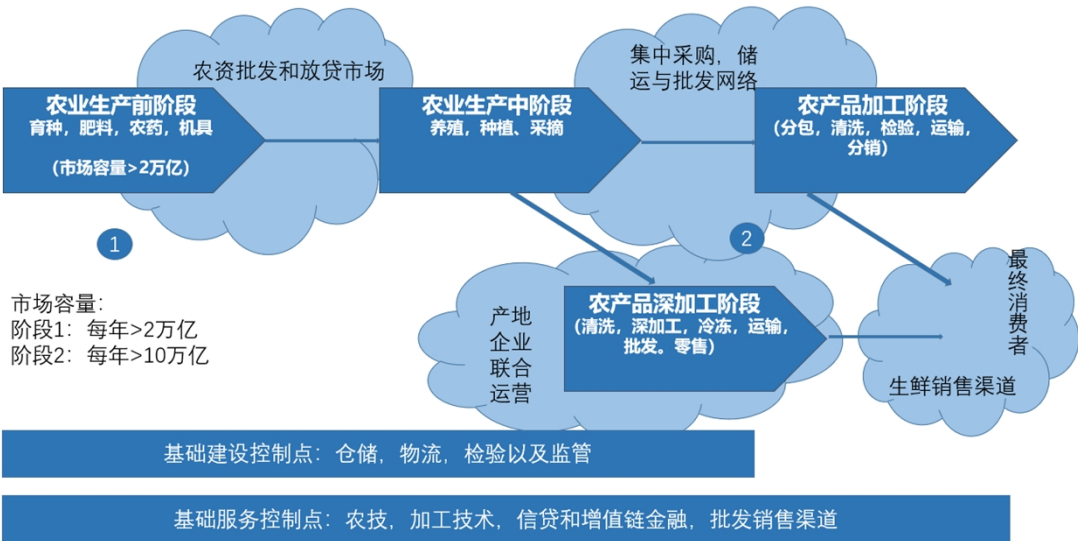 农资批发和放贷市场
集中采购，储
运与批发网络
农业生产前阶段
育种，肥料，农药，机具
（市场容量>2万亿）
农业生产中阶段
养殖，种植、采摘
农产品加工阶段
（分包，清洗，检验，运输，
分销）
1
2
市场容量：
阶段1：每年>2万亿
阶段2：每年>10万亿
产地
企业
联合
运营
农产品深加工阶段
（清洗，深加工，冷冻，运输，
批发。零售）
最终消费者
生鲜销售渠道
基础建设控制点：仓储，物流，检验以及监管
基础服务控制点：农技，加工技术，信贷和增值链金融，批发销售渠道